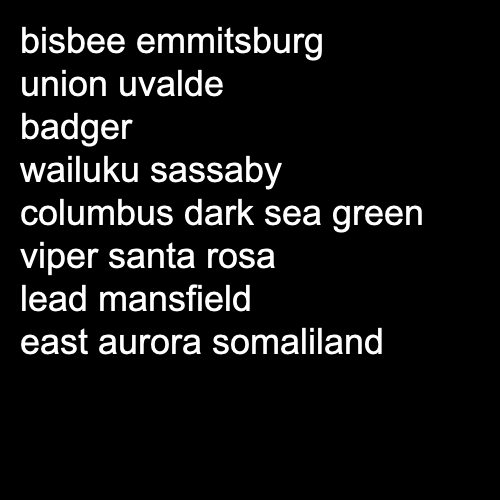 bisbee emmitsburg
union uvalde
badger
wailuku sassaby
columbus dark sea green
viper santa rosa
lead mansfield
east aurora somaliland